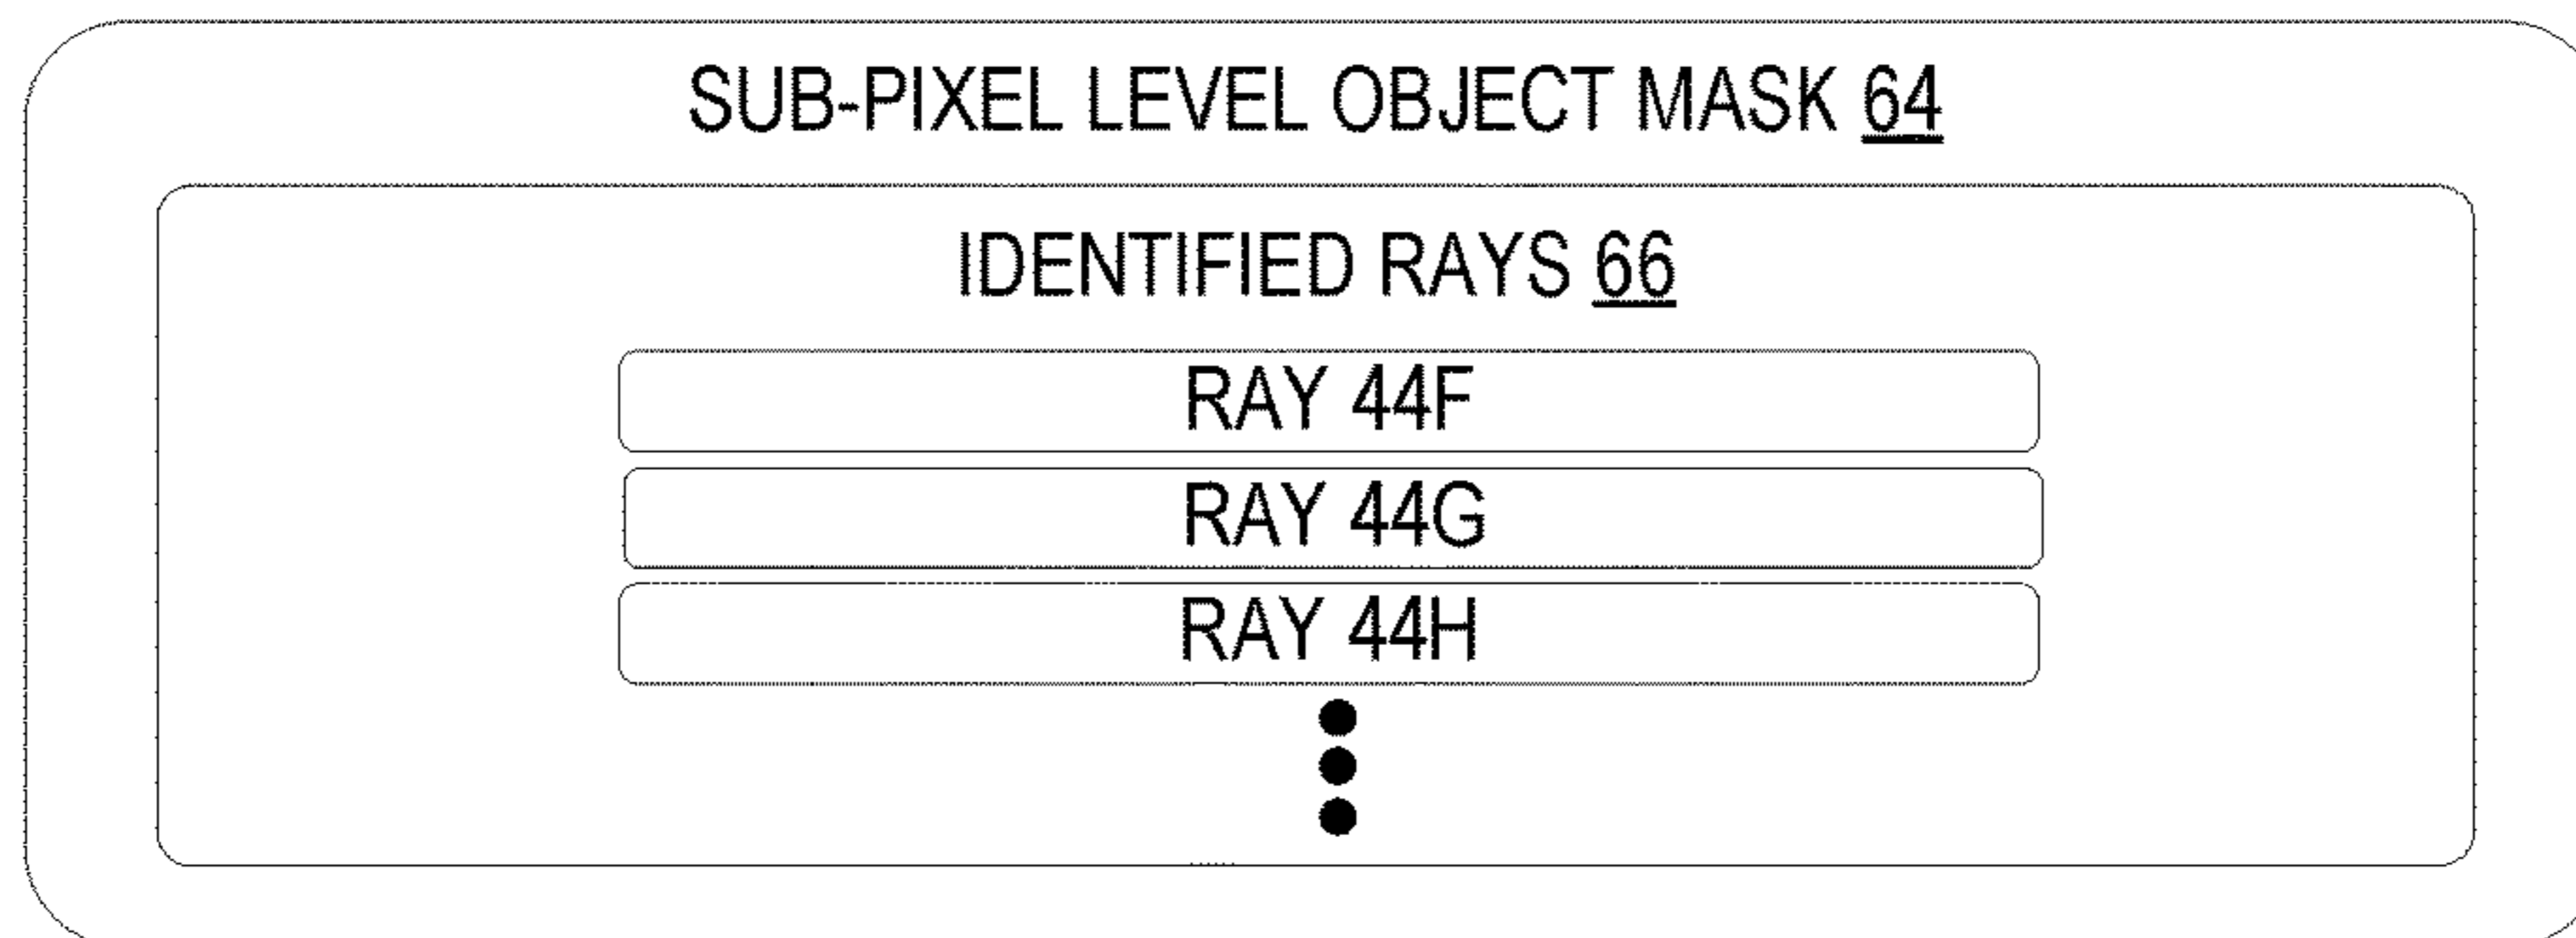 SUB-PIXEL LEVEL OBJECT MASK 64
IDENTIFIED RAYS 66
RAY 44F
RAY 44G
RAY 44H